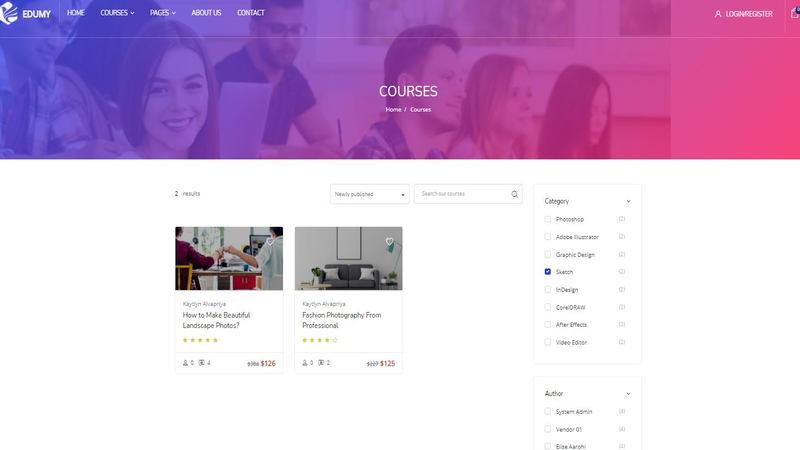 EDUMY
HOME COURSES PAGES ABOUT US CONTACT
LOGIN/REGISTER
COURSES
Home / Courses
2 results
Newly published
Search our courses
Kaytlyn Alvapriya
How to Make Beautiful
Landscape Photos?
0 4 $384 $126
Kaytlyn Alvapriya
Fashion Photography From
Professional
0 2 $227 $125
Category
Photoshop (2)
Adobe Illustrator (2)
Graphic Design (2)
Sketch (2)
InDesign (2)
CorelDRAW (2)
After Effects (2)
Video Editor (2)
Author
System Admin (4)
Vendor 01 (4)
Elise Aarohi (4)